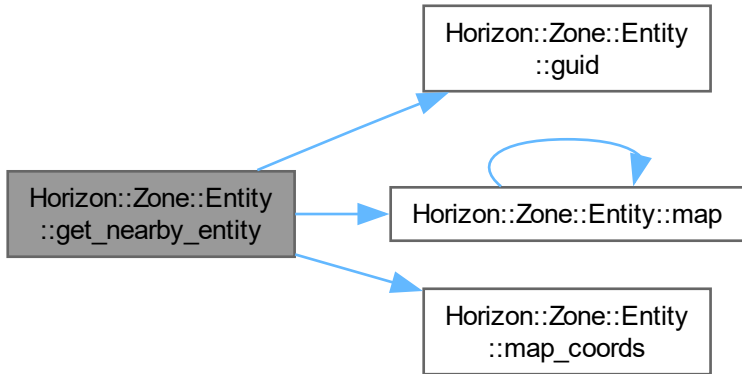 Horizon::Zone::Entity
::get_nearby_entity
Horizon::Zone::Entity
::guid
Horizon::Zone::Entity::map
Horizon::Zone::Entity
::map_coords